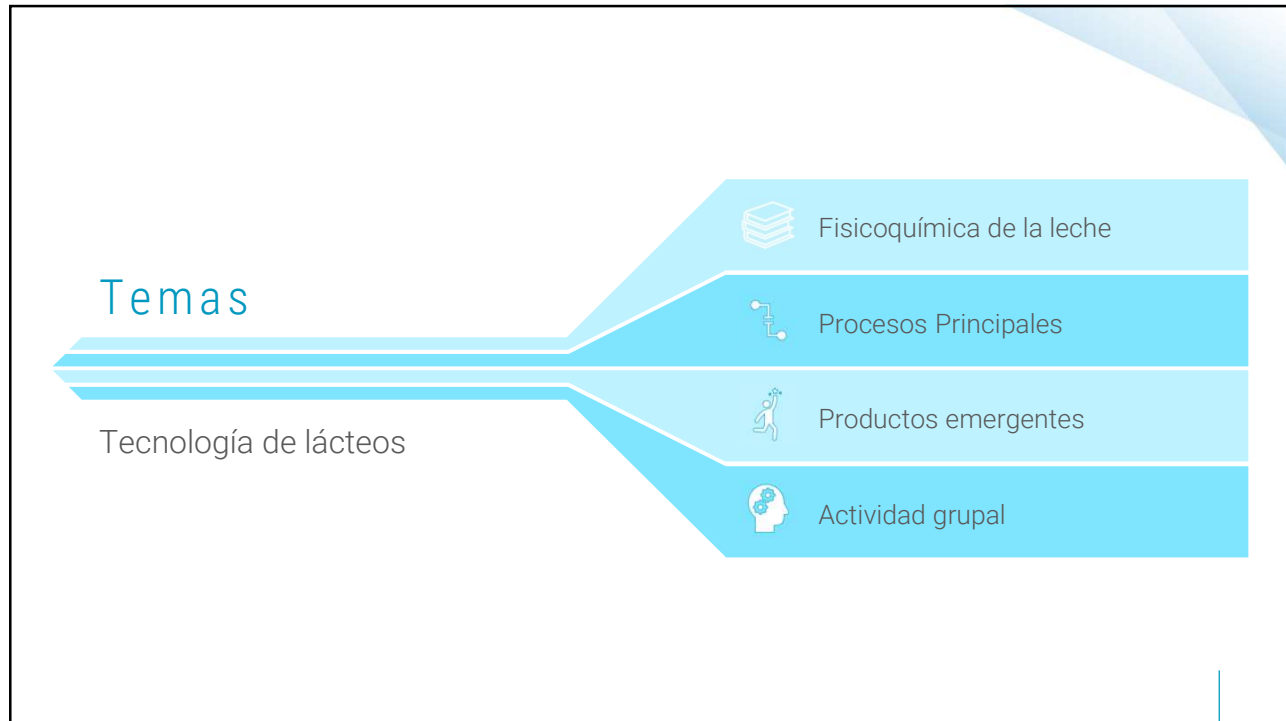 Temas
Tecnología de lácteos
Fisicoquímica de la leche
Procesos Principales
Productos emergentes
Actividad grupal